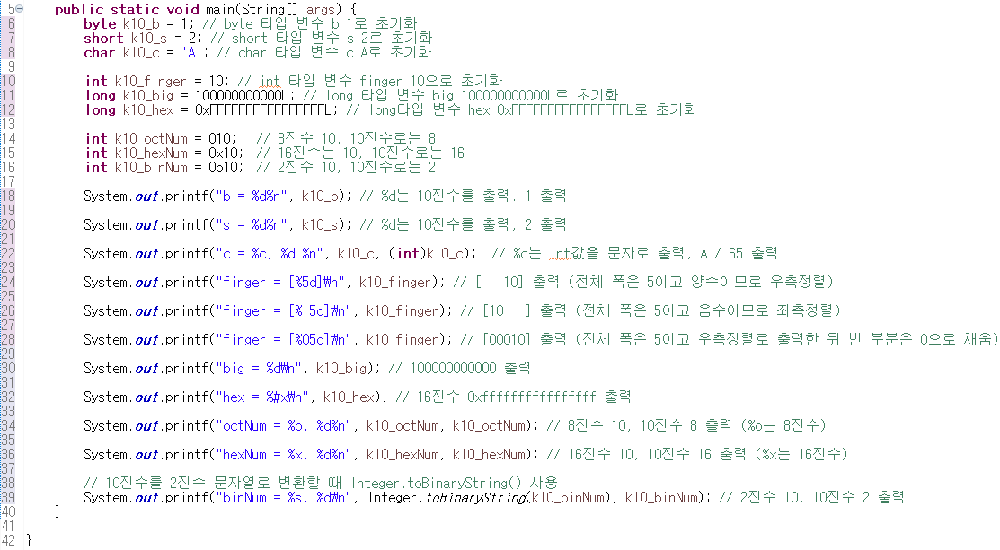 5 public static void main(String[] args) {
6 byte k10_b = 1; // byte 타입 변수 b 1로 초기화
7 short k10_s = 2; // short 타입 변수 s 2로 초기화
8 char k10_c = 'A'; // char 타입 변수 c A로 초기화
9
10 int k10_finger = 10; // int 타입 변수 finger 10으로 초기화
11 long k10_big = 100000000000L; // long 타입 변수 big 100000000000L로 초기화
12 long k10_hex = 0xFFFFFFFFFFFFFFFFL; // long타입 변수 hex 0xFFFFFFFFFFFFFFFFL로 초기화
13
14 int k10_octNum = 010; // 8진수 10, 10진수로는 8
15 int k10_hexNum = 0x10; // 16진수는 10, 10진수로는 16
16 int k10_binNum = 0b10; // 2진수 10, 10진수로는 2
17
18 System.out.printf("b = %d%n", k10_b); // %d는 10진수를 출력. 1 출력
19
20 System.out.printf("s = %d%n", k10_s); // %d는 10진수를 출력, 2 출력
21
22 System.out.printf("c = %c, %d %n", k10_c, (int)k10_c); // %c는 int값을 문자로 출력, A / 65 출력
23
24 System.out.printf("finger = [%5d]₩n", k10_finger); // [   10] 출력 (전체 폭은 5이고 양수이므로 우측정렬)
25
26 System.out.printf("finger = [%-5d]₩n", k10_finger); // [10   ] 출력 (전체 폭은 5이고 음수이므로 좌측정렬)
27
28 System.out.printf("finger = [%05d]₩n", k10_finger); // [00010] 출력 (전체 폭은 5이고 우측정렬로 출력한 뒤 빈 부분은 0으로 채움)
29
30 System.out.printf("big = %d₩n", k10_big); // 100000000000 출력
31
32 System.out.printf("hex = %#x₩n", k10_hex); // 16진수 0xffffffffffffffff 출력
33
34 System.out.printf("octNum = %o, %d%n", k10_octNum, k10_octNum); // 8진수 10, 10진수 8 출력 (%o는 8진수)
35
36 System.out.printf("hexNum = %x, %d%n", k10_hexNum, k10_hexNum); // 16진수 10, 10진수 16 출력 (%x는 16진수)
37
38 // 10진수를 2진수 문자열로 변환할 때 Integer.toBinaryString() 사용
39 System.out.printf("binNum = %s, %d₩n", Integer.toBinaryString(k10_binNum), k10_binNum); // 2진수 10, 10진수 2 출력
40 }
41
42 }